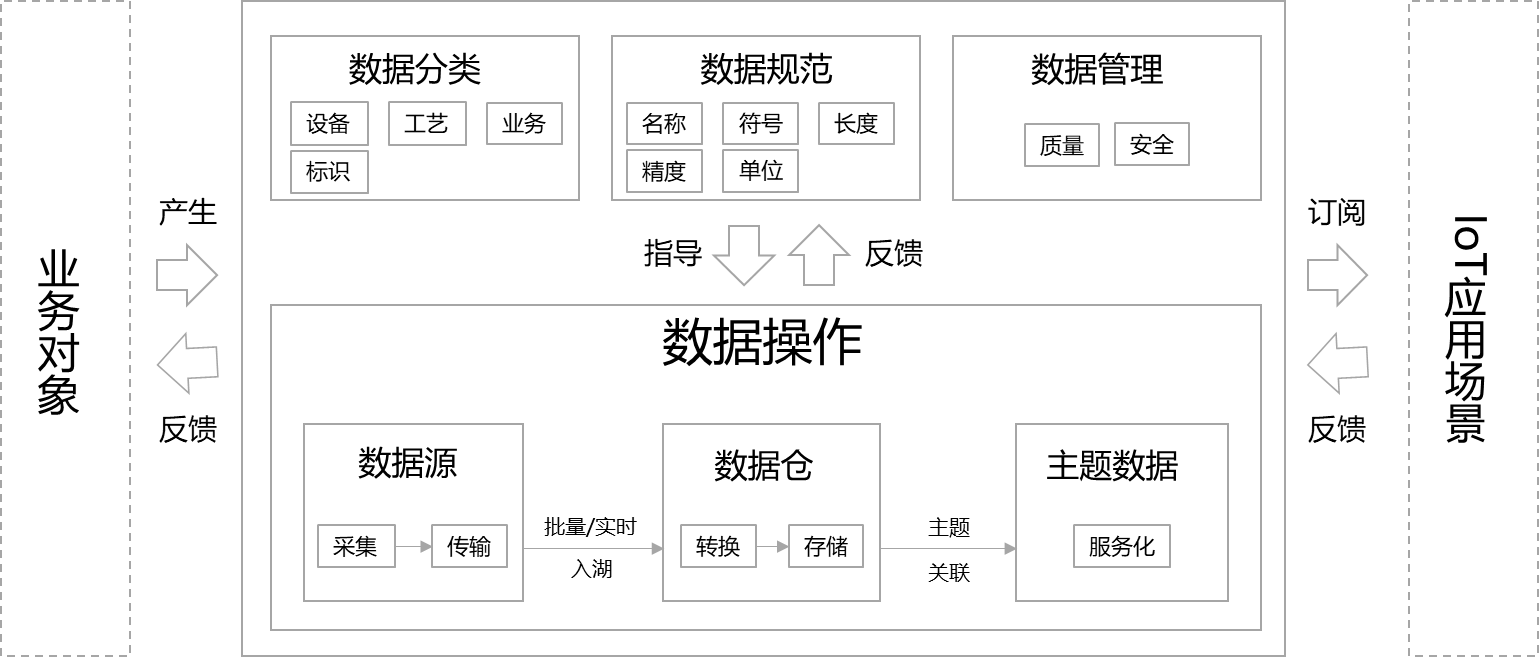 业务对象
产生
反馈
数据分类
设备
工艺
业务
标识
数据规范
名称
符号
长度
精度
单位
数据管理
质量
安全
指导
反馈
数据操作
数据源
采集
传输
批量/实时
入湖
数据仓
转换
存储
主题
关联
主题数据
服务化
订阅
反馈
IoT应用场景